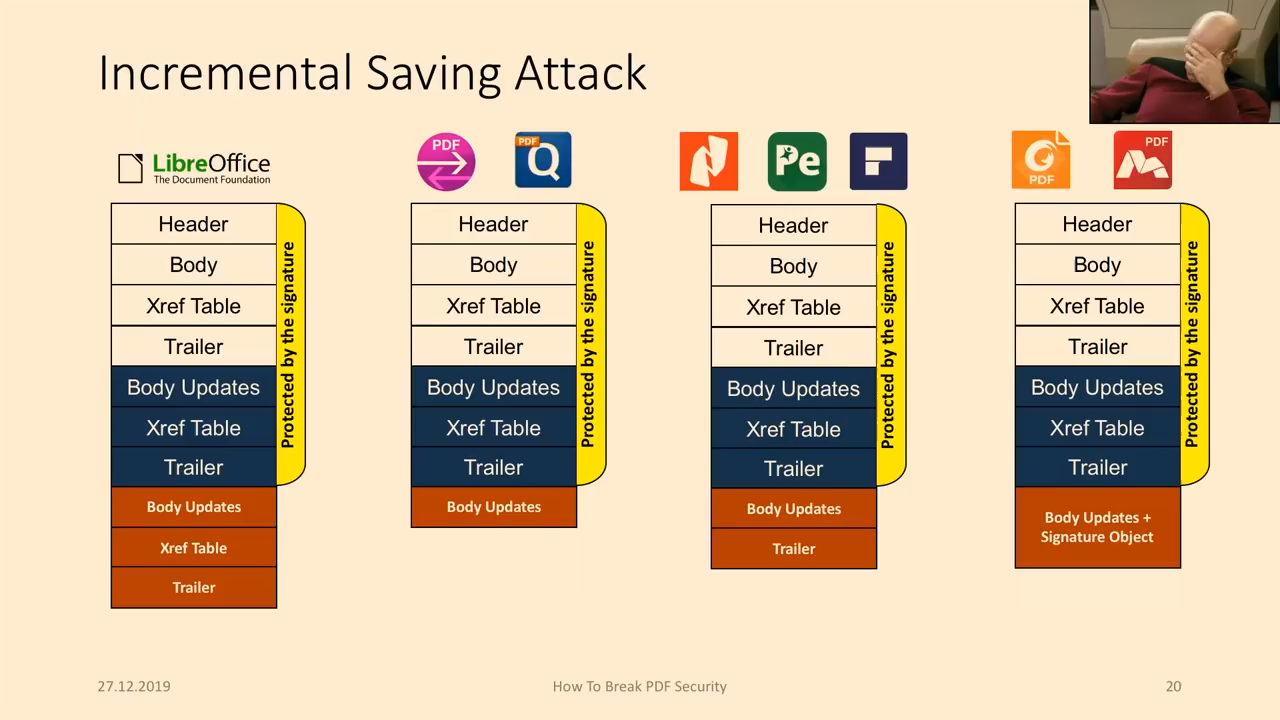 Incremental Saving Attack
LibreOffice
The Document Foundation
Header
Body
Xref Table
Trailer
Body Updates
Xref Table
Trailer
Body Updates
Xref Table
Trailer
Protected by the signature
PDF
PDF
Q
Header
Body
Xref Table
Trailer
Body Updates
Xref Table
Trailer
Body Updates
Protected by the signature
Pe
Header
Body
Xref Table
Trailer
Body Updates
Xref Table
Trailer
Body Updates
Trailer
Protected by the signature
PDF
PDF
Header
Body
Xref Table
Trailer
Body Updates
Xref Table
Trailer
Body Updates +
Signature Object
Protected by the signature
27.12.2019
How To Break PDF Security
20